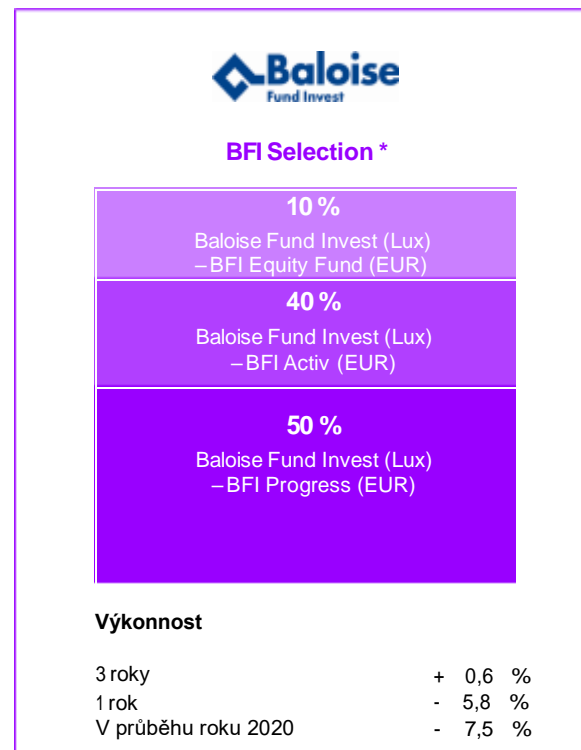 Baloise
Fund Invest
BFI Selection *
10 %
Baloise Fund Invest (Lux)
– BFI Equity Fund (EUR)
40 %
Baloise Fund Invest (Lux)
– BFI Activ (EUR)
50 %
Baloise Fund Invest (Lux)
– BFI Progress (EUR)
Výkonnost
3 roky + 0,6 %
1 rok - 5,8 %
V průběhu roku 2020 - 7,5 %